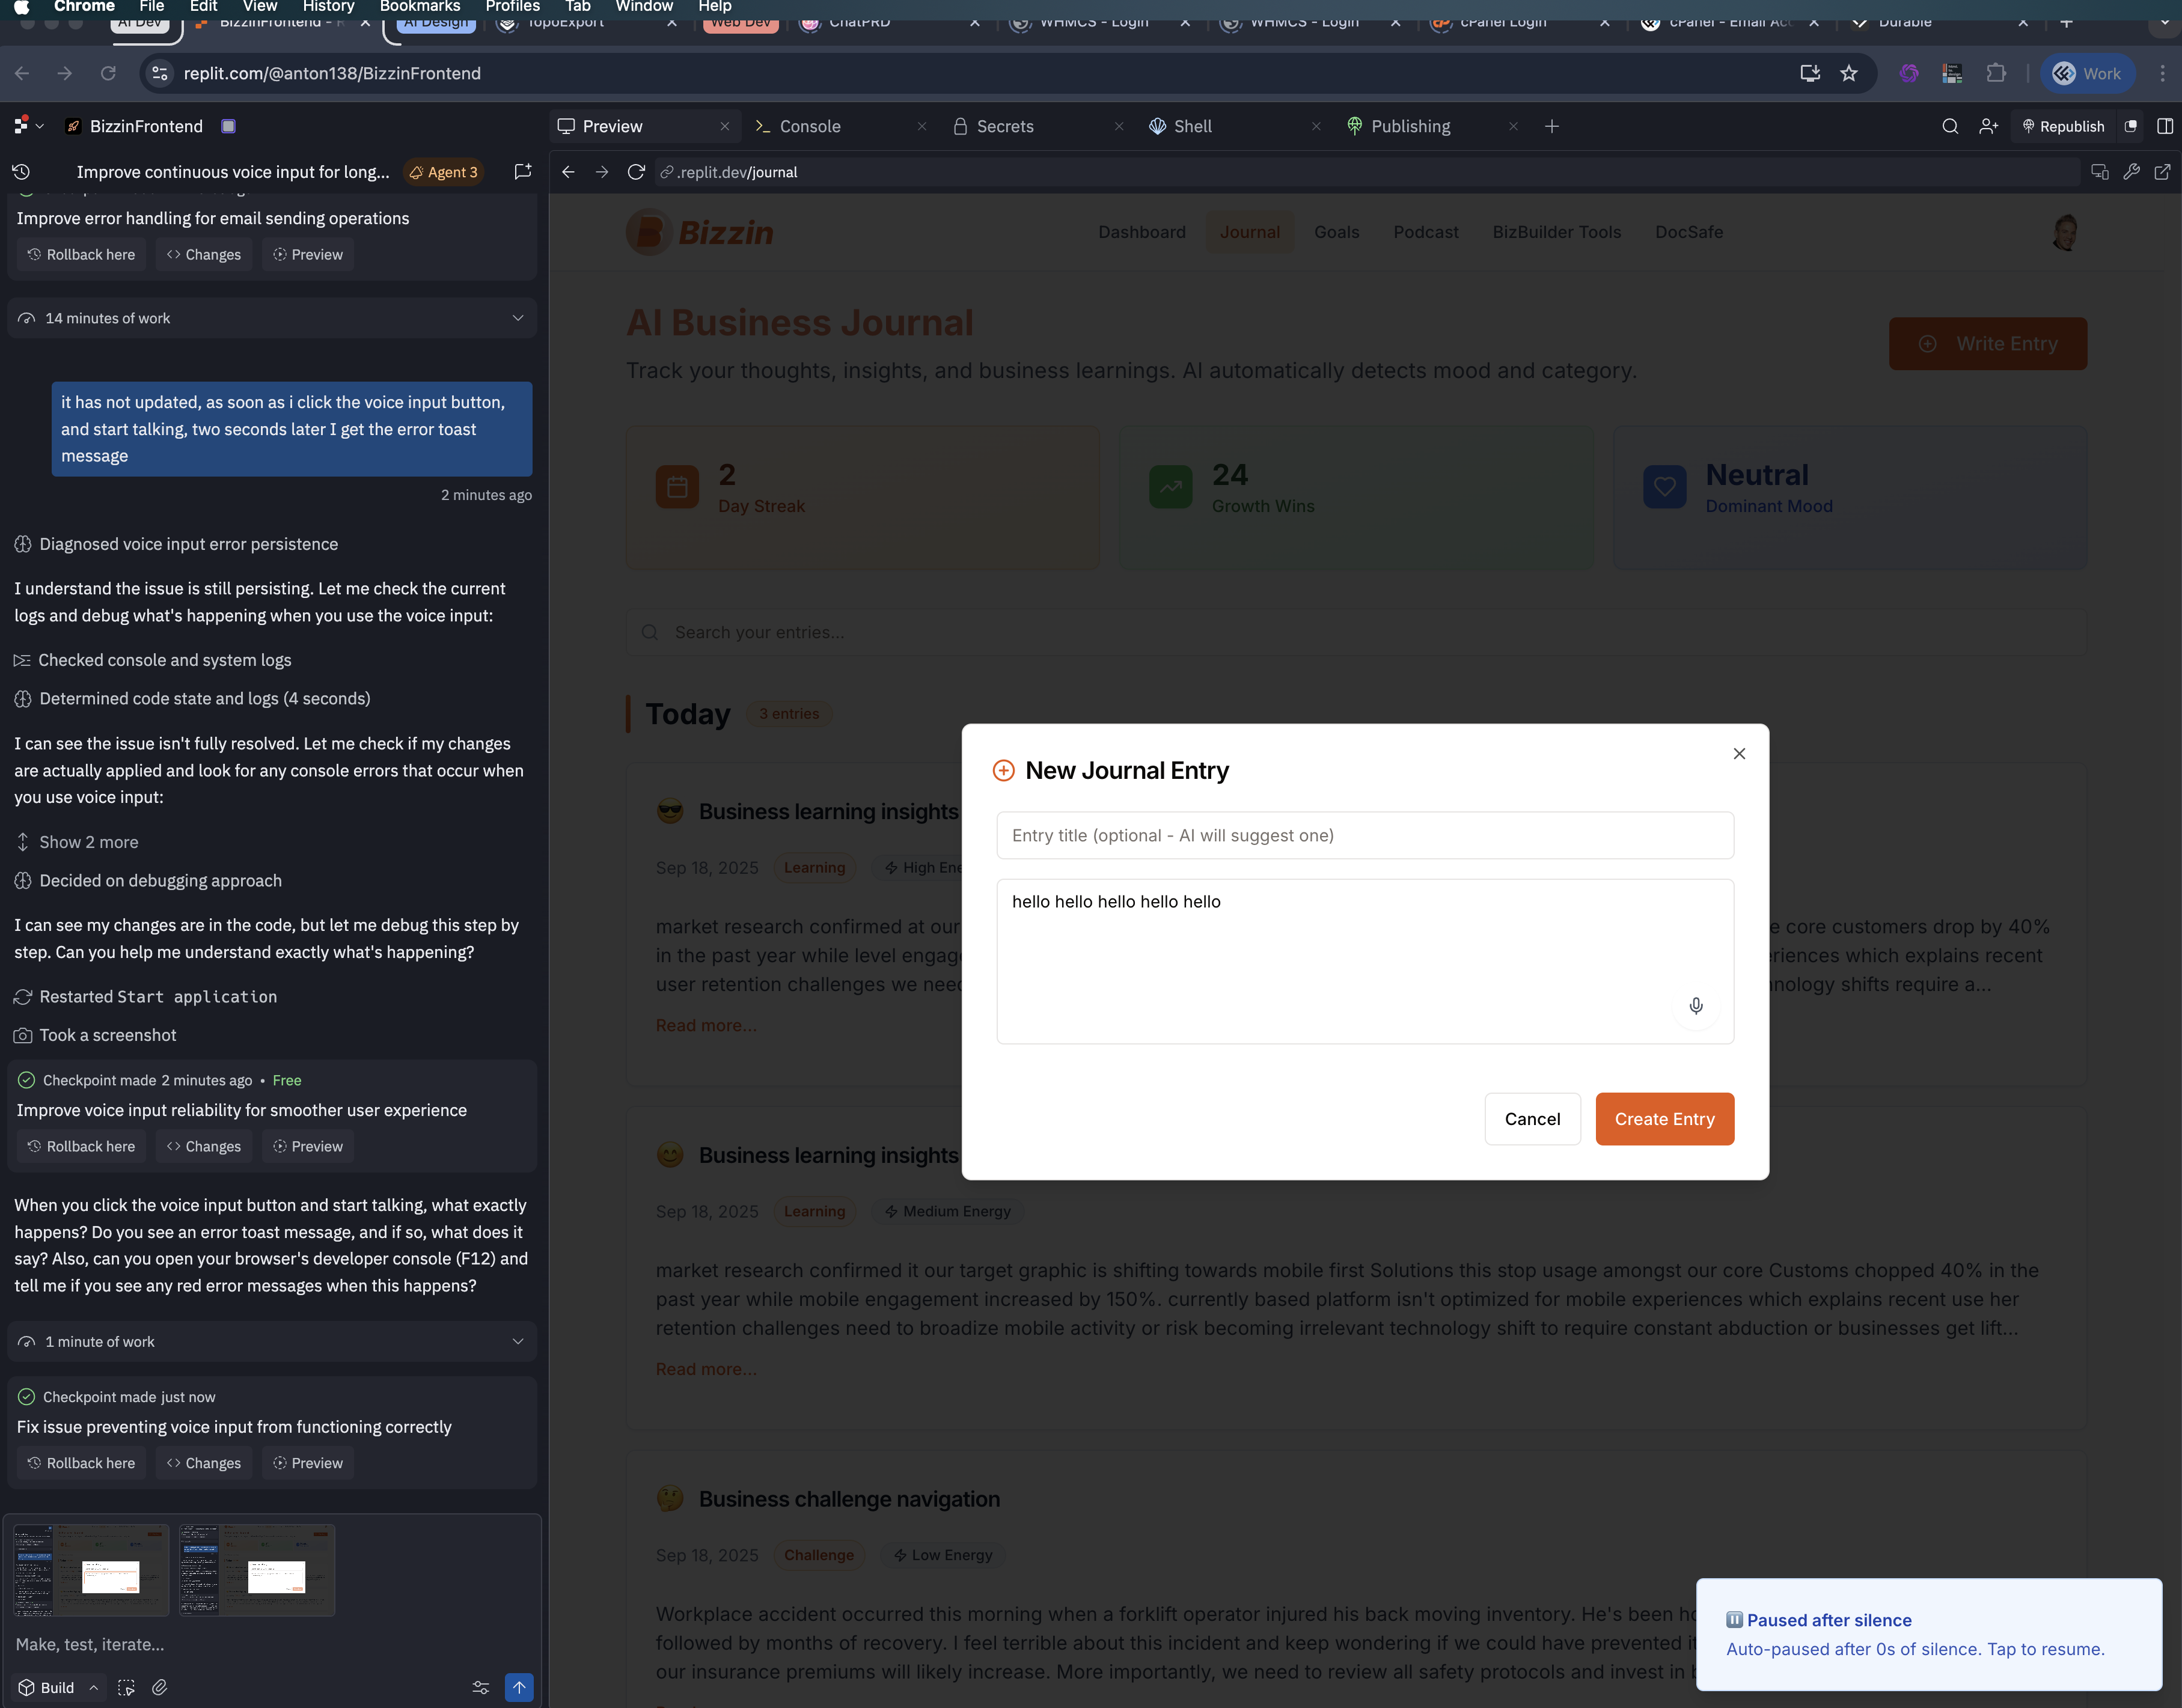 Chrome File Edit View History Bookmarks Profiles Tab Window Help
AI Dev BizzinFrontend - R AI Design TopoExport Web Dev ChatPRD WHMCS - Login WHMCS - Login cPanel Login cPanel - Email Acc Durable
replit.com/@anton138/BizzinFrontend
Work
BizzinFrontend
Preview Console Secrets Shell Publishing
Republish
Improve continuous voice input for long... Agent 3
.replit.dev/journal
Improve error handling for email sending operations
Rollback here Changes Preview
14 minutes of work
it has not updated, as soon as i click the voice input button,
and start talking, two seconds later I get the error toast
message
2 minutes ago
Diagnosed voice input error persistence
I understand the issue is still persisting. Let me check the current
logs and debug what's happening when you use the voice input:
Checked console and system logs
Determined code state and logs (4 seconds)
I can see the issue isn't fully resolved. Let me check if my changes
are actually applied and look for any console errors that occur when
you use voice input:
Show 2 more
Decided on debugging approach
I can see my changes are in the code, but let me debug this step by
step. Can you help me understand exactly what's happening?
Restarted Start application
Took a screenshot
Checkpoint made 2 minutes ago • Free
Improve voice input reliability for smoother user experience
Rollback here Changes Preview
When you click the voice input button and start talking, what exactly
happens? Do you see an error toast message, and if so, what does it
say? Also, can you open your browser's developer console (F12) and
tell me if you see any red error messages when this happens?
1 minute of work
Checkpoint made just now
Fix issue preventing voice input from functioning correctly
Rollback here Changes Preview
Make, test, iterate...
Build
Bizzin
Dashboard Journal Goals Podcast BizBuilder Tools DocSafe
AI Business Journal
Track your thoughts, insights, and business learnings. AI automatically detects mood and category.
Write Entry
2
Day Streak
24
Growth Wins
Neutral
Dominant Mood
Search your entries...
Today 3 entries
Business learning insights
Sep 18, 2025 Learning High Ene
market research confirmed at our e core customers drop by 40%
in the past year while level engag riences which explains recent
user retention challenges we need nology shifts require a...
Read more...
New Journal Entry
Entry title (optional - AI will suggest one)
hello hello hello hello hello
Cancel Create Entry
Business learning insights
Sep 18, 2025 Learning Medium Energy
market research confirmed it our target graphic is shifting towards mobile first Solutions this stop usage amongst our core Customs chopped 40% in the
past year while mobile engagement increased by 150%. currently based platform isn't optimized for mobile experiences which explains recent use her
retention challenges need to broadize mobile activity or risk becoming irrelevant technology shift to require constant abduction or businesses get lift...
Read more...
Business challenge navigation
Sep 18, 2025 Challenge Low Energy
Workplace accident occurred this morning when a forklift operator injured his back moving inventory. He's been ho
followed by months of recovery. I feel terrible about this incident and keep wondering if we could have prevented it
our insurance premiums will likely increase. More importantly, we need to review all safety protocols and invest in b
Paused after silence
Auto-paused after 0s of silence. Tap to resume.